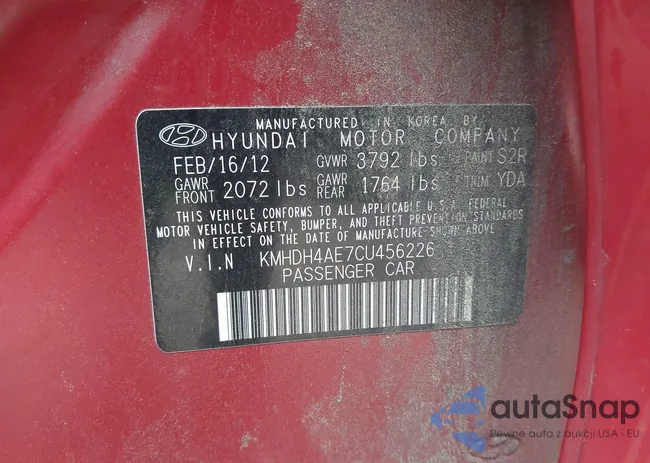 MANUFACTURED IN KOREA BY
HYUNDAI MOTOR COMPANY
FEB/16/12 GVWR 3792 lbs PAINT S2R
GAWR FRONT 2072 lbs GAWR REAR 1764 lbs TRIM YDA
THIS VEHICLE CONFORMS TO ALL APPLICABLE U.S. FEDERAL
MOTOR VEHICLE SAFETY, BUMPER, AND THEFT PREVENTION STANDARDS
IN EFFECT ON THE DATE OF MANUFACTURE SHOWN ABOVE.
V.I.N KMHDH4AE7CU456226
PASSENGER CAR
autaSnap
Pewne auta z aukcji USA i EU